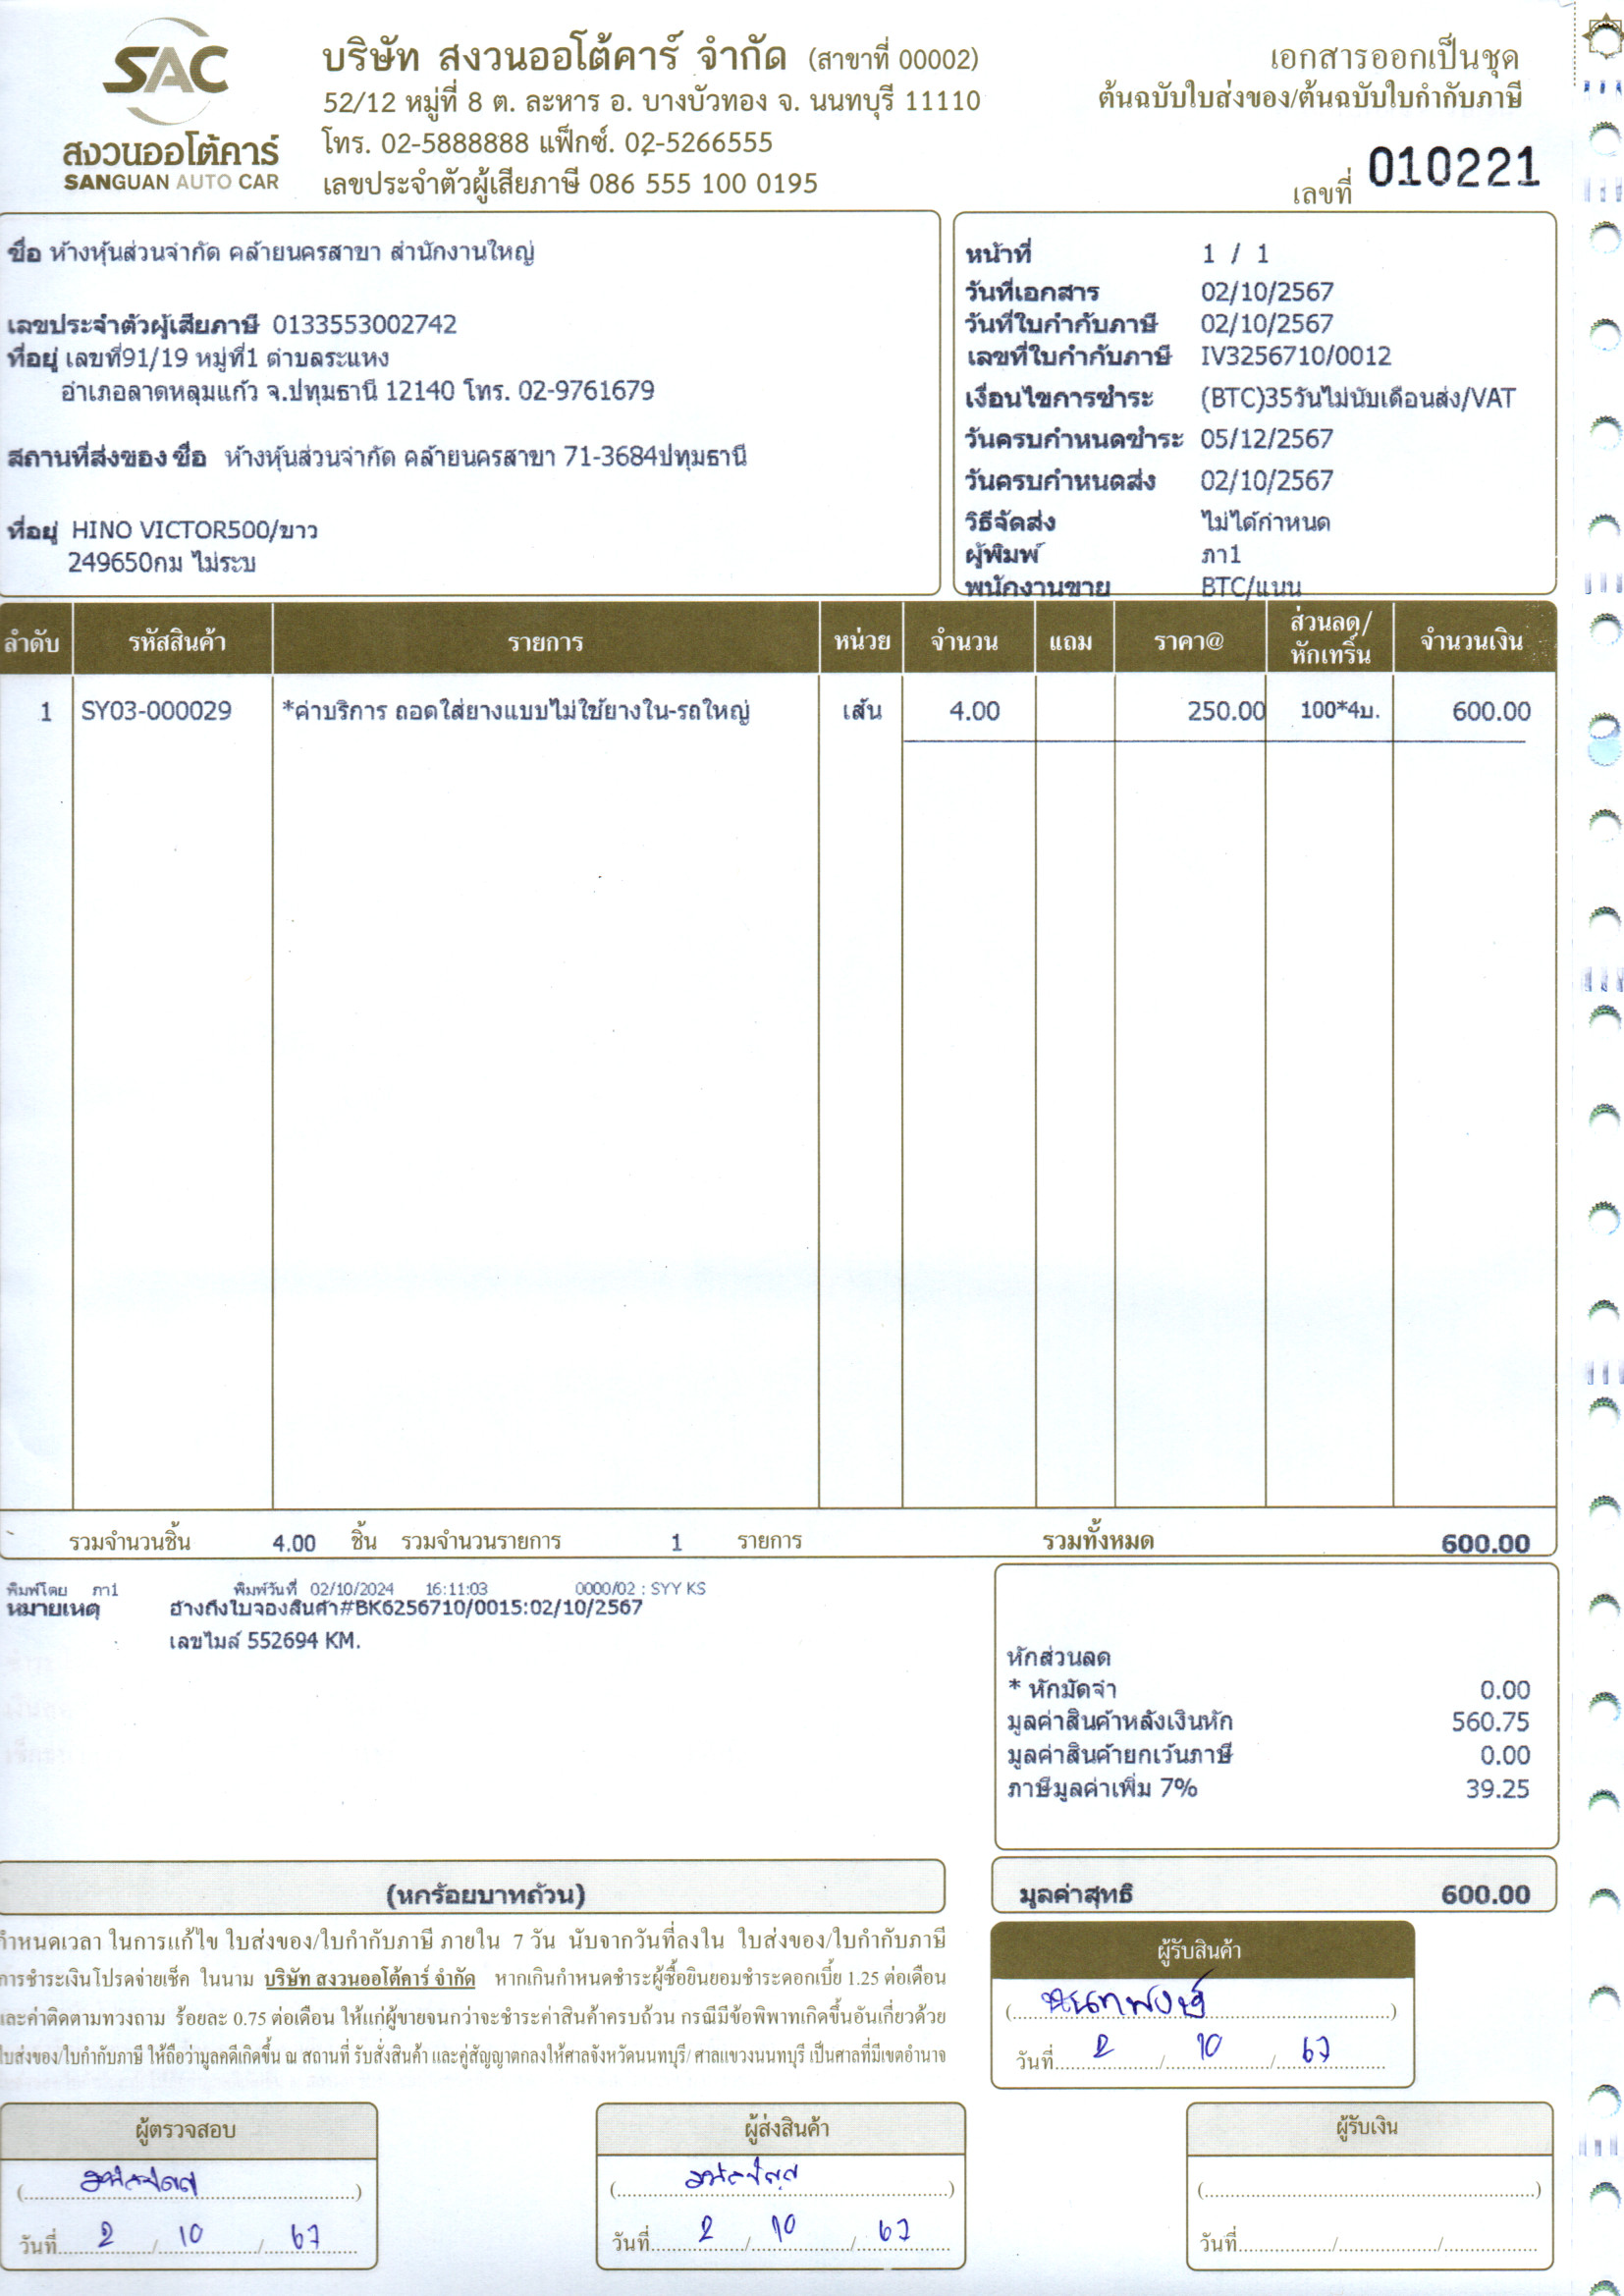 SAC
สงวนออโต้คาร์
SANGUAN AUTO CAR
บริษัท สงวนออโต้คาร์ จำกัด (สาขาที่ 00002)
52/12 หมู่ที่ 8 ต. ละหาร อ. บางบัวทอง จ. นนทบุรี 11110
โทร. 02-5888888 แฟ็กซ์. 02-5266555
เลขประจำตัวผู้เสียภาษี 086 555 100 0195
เอกสารออกเป็นชุด
ต้นฉบับใบส่งของ/ต้นฉบับใบกำกับภาษี
เลขที่ 010221
ชื่อ ห้างหุ้นส่วนจำกัด คล้ายนครสาขา สำนักงานใหญ่
เลขประจำตัวผู้เสียภาษี 0133553002742
ที่อยู่ เลขที่91/19 หมู่ที่1 ตำบลระแหง
อำเภอลาดหลุมแก้ว จ.ปทุมธานี 12140 โทร. 02-9761679
สถานที่ส่งของ ชื่อ ห้างหุ้นส่วนจำกัด คล้ายนครสาขา 71-3684ปทุมธานี
ที่อยู่ HINO VICTOR500/ขาว
249650กม ไม่ระบ
หน้าที่ 1 / 1
วันที่เอกสาร 02/10/2567
วันที่ใบกำกับภาษี 02/10/2567
เลขที่ใบกำกับภาษี IV3256710/0012
เงื่อนไขการชำระ (BTC)35วันไม่นับเดือนส่ง/VAT
วันครบกำหนดชำระ 05/12/2567
วันครบกำหนดส่ง 02/10/2567
วิธีจัดส่ง ไม่ได้กำหนด
ผู้พิมพ์ ภา1
พนักงานขาย BTC/แนน
ลำดับ รหัสสินค้า รายการ หน่วย จำนวน แถม ราคา@ ส่วนลด/หักเทริ์น จำนวนเงิน
1 SY03-000029 *ค่าบริการ ถอดใส่ยางแบบไม่ใช้ยางใน-รถใหญ่ เส้น 4.00 250.00 100*4บ. 600.00
รวมจำนวนชิ้น 4.00 ชิ้น รวมจำนวนรายการ 1 รายการ รวมทั้งหมด 600.00
พิมพ์โดย ภา1 พิมพ์วันที่ 02/10/2024 16:11:03 0000/02 : SYY KS
หมายเหตุ อ้างถึงใบจองสินค้า#BK6256710/0015:02/10/2567
เลขไมล์ 552694 KM.
หักส่วนลด
* หักมัดจำ 0.00
มูลค่าสินค้าหลังเงินหัก 560.75
มูลค่าสินค้ายกเว้นภาษี 0.00
ภาษีมูลค่าเพิ่ม 7% 39.25
(หกร้อยบาทถ้วน)
มูลค่าสุทธิ 600.00
กำหนดเวลา ในการแก้ไข ใบส่งของ/ใบกำกับภาษี ภายใน 7 วัน นับจากวันที่ลงใน ใบส่งของ/ใบกำกับภาษี
การชำระเงินโปรดจ่ายเช็ค ในนาม บริษัท สงวนออโต้คาร์ จำกัด หากเกินกำหนดชำระผู้ซื้อยินยอมชำระดอกเบี้ย 1.25 ต่อเดือน
และค่าติดตามทวงถาม ร้อยละ 0.75 ต่อเดือน ให้แก่ผู้ขายจนกว่าจะชำระค่าสินค้าครบถ้วน กรณีมีข้อพิพาทเกิดขึ้นอันเกี่ยวด้วย
ใบส่งของ/ใบกำกับภาษี ให้ถือว่ามูลคดีเกิดขึ้น ณ สถานที่ รับสั่งสินค้า และคู่สัญญาตกลงให้ศาลจังหวัดนนทบุรี/ ศาลแขวงนนทบุรี เป็นศาลที่มีเขตอำนาจ
ผู้รับสินค้า
วันที่ 2 / 10 / 67
ผู้ตรวจสอบ
วันที่ 2 / 10 / 67
ผู้ส่งสินค้า
วันที่ 2 / 10 / 67
ผู้รับเงิน
วันที่ / /